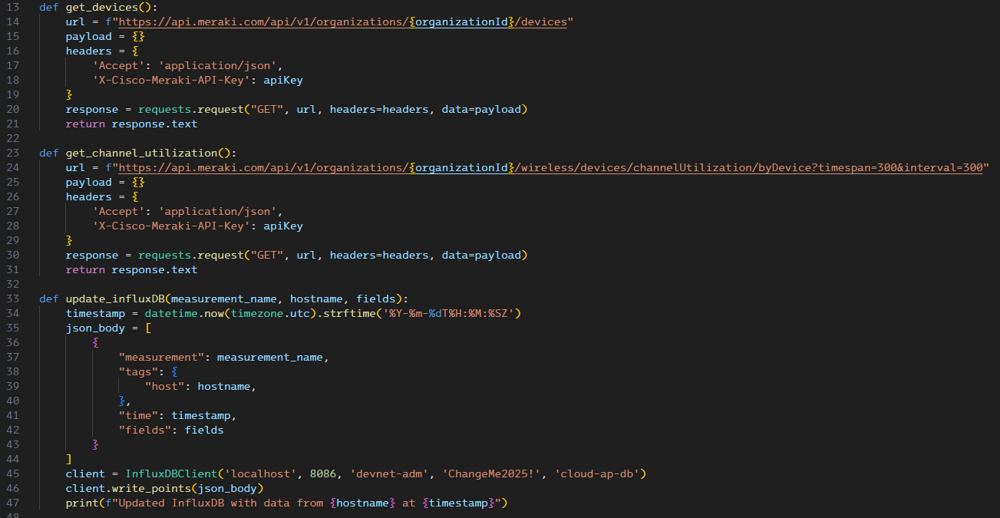 13 def get_devices():
14     url = f"https://api.meraki.com/api/v1/organizations/{organizationId}/devices"
15     payload = {}
16     headers = {
17         'Accept': 'application/json',
18         'X-Cisco-Meraki-API-Key': apiKey
19     }
20     response = requests.request("GET", url, headers=headers, data=payload)
21     return response.text
22
23 def get_channel_utilization():
24     url = f"https://api.meraki.com/api/v1/organizations/{organizationId}/wireless/devices/channelUtilization/byDevice?timespan=300&interval=300"
25     payload = {}
26     headers = {
27         'Accept': 'application/json',
28         'X-Cisco-Meraki-API-Key': apiKey
29     }
30     response = requests.request("GET", url, headers=headers, data=payload)
31     return response.text
32
33 def update_influxDB(measurement_name, hostname, fields):
34     timestamp = datetime.now(timezone.utc).strftime('%Y-%m-%dT%H:%M:%SZ')
35     json_body = [
36         {
37             "measurement": measurement_name,
38             "tags": {
39                 "host": hostname,
40             },
41             "time": timestamp,
42             "fields": fields
43         }
44     ]
45     client = InfluxDBClient('localhost', 8086, 'devnet-adm', 'ChangeMe2025!', 'cloud-ap-db')
46     client.write_points(json_body)
47     print(f"Updated InfluxDB with data from {hostname} at {timestamp}")
48